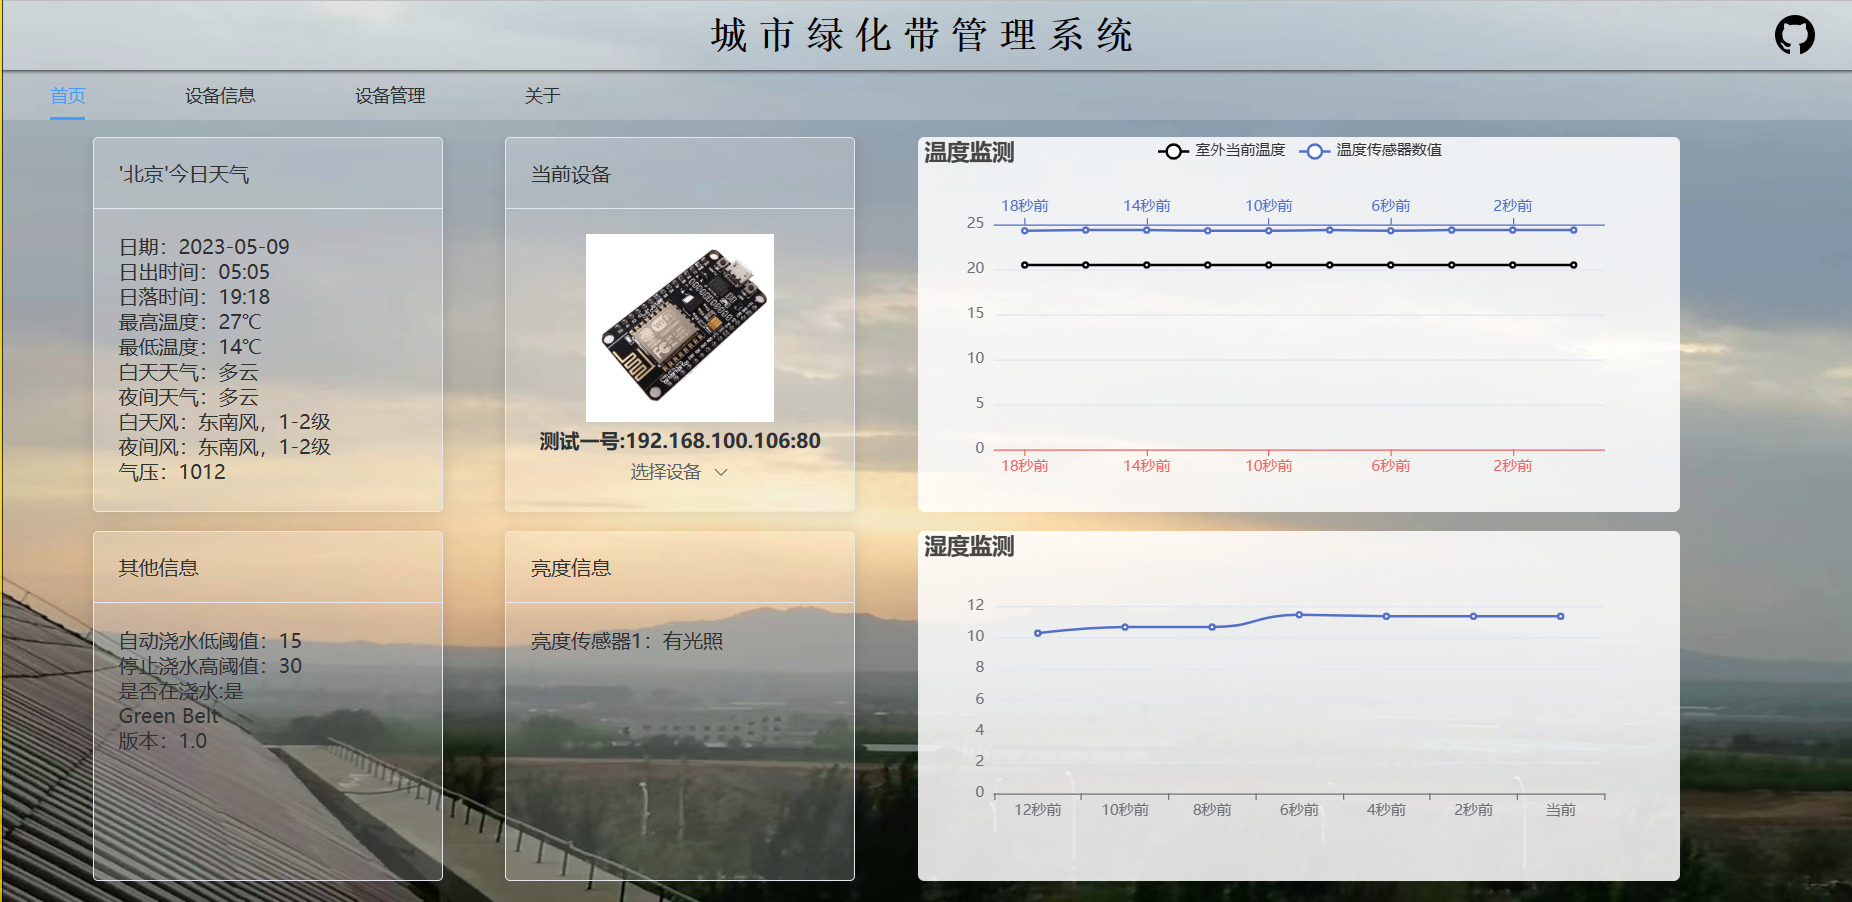 城市绿化带管理系统
首页 设备信息 设备管理 关于
'北京'今日天气
日期：2023-05-09
日出时间：05:05
日落时间：19:18
最高温度：27℃
最低温度：14℃
白天天气：多云
夜间天气：多云
白天风：东南风，1-2级
夜间风：东南风，1-2级
气压：1012
当前设备
测试一号:192.168.100.106:80
选择设备
温度监测
室外当前温度 温度传感器数值
18秒前 14秒前 10秒前 6秒前 2秒前
25
20
15
10
5
0
18秒前 14秒前 10秒前 6秒前 2秒前
其他信息
自动浇水低阈值：15
停止浇水高阈值：30
是否在浇水:是
Green Belt
版本：1.0
亮度信息
亮度传感器1：有光照
湿度监测
12
10
8
6
4
2
0
12秒前 10秒前 8秒前 6秒前 4秒前 2秒前 当前